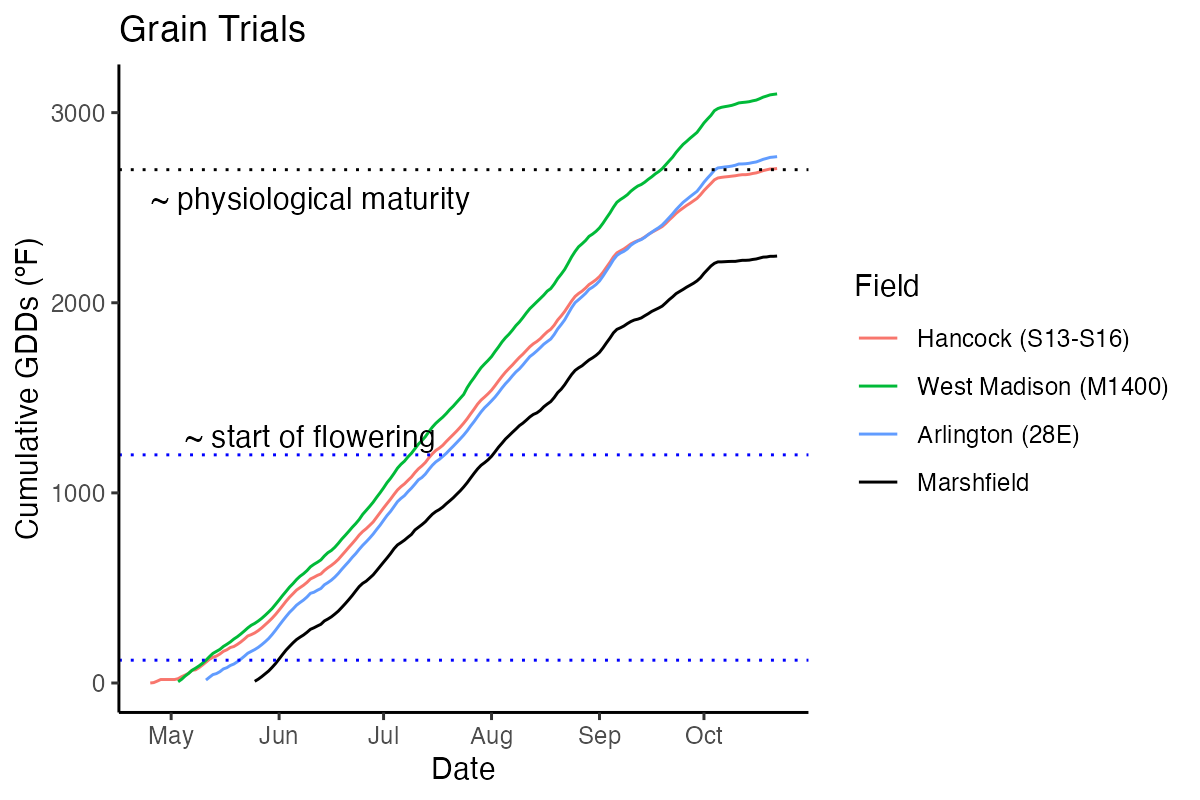 Grain Trials
3000
~ physiological maturity
2000
~ start of flowering
1000
0
Cumulative GDDs (°F)
May Jun Jul Aug Sep Oct
Date
Field
Hancock (S13-S16)
West Madison (M1400)
Arlington (28E)
Marshfield